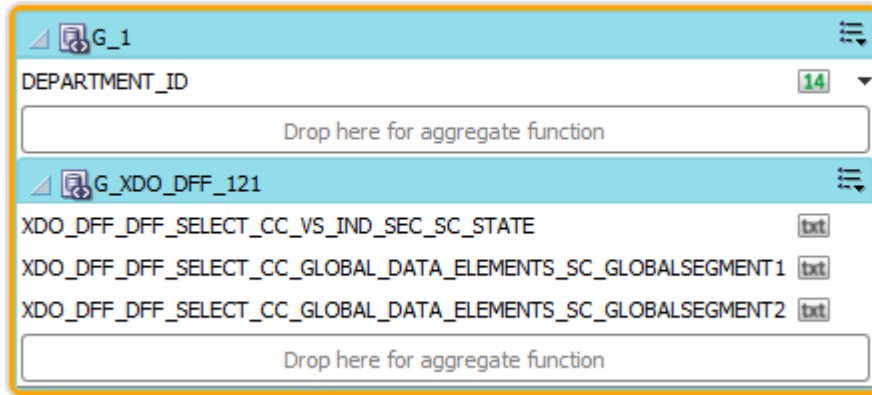 G_1
DEPARTMENT_ID 14
Drop here for aggregate function
G_XDO_DFF_121
XDO_DFF_DFF_SELECT_CC_VS_IND_SEC_SC_STATE txt
XDO_DFF_DFF_SELECT_CC_GLOBAL_DATA_ELEMENTS_SC_GLOBALSEGMENT1 txt
XDO_DFF_DFF_SELECT_CC_GLOBAL_DATA_ELEMENTS_SC_GLOBALSEGMENT2 txt
Drop here for aggregate function